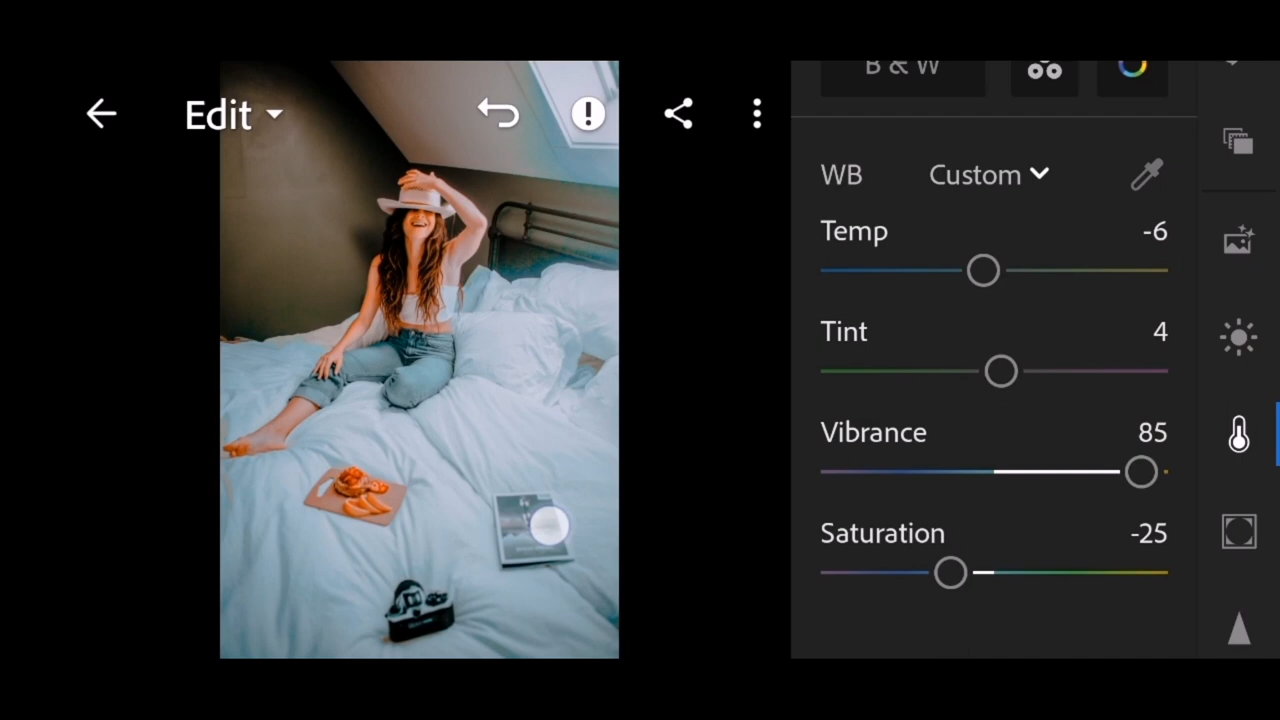 Edit
B & W
WB Custom
Temp -6
Tint 4
Vibrance 85
Saturation -25